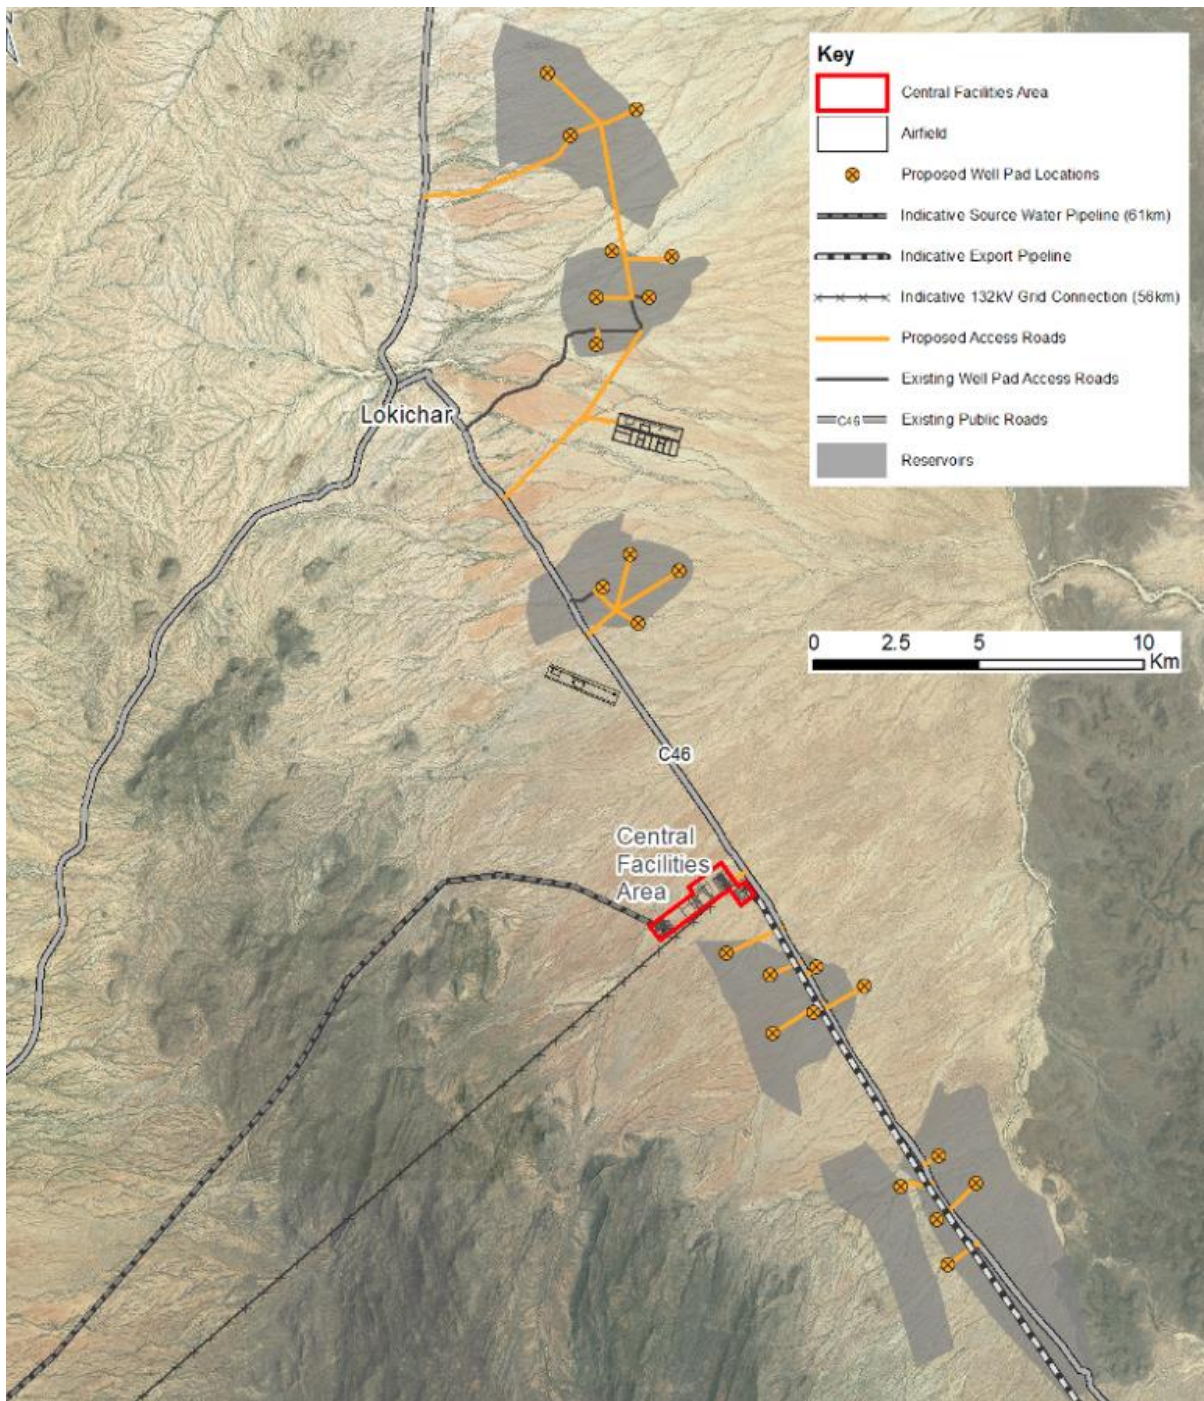 Key
Central Facilities Area
Airfield
Proposed Well Pad Locations
Indicative Source Water Pipeline (61km)
Indicative Export Pipeline
Indicative 132kV Grid Connection (56km)
Proposed Access Roads
Existing Well Pad Access Roads
C46 Existing Public Roads
Reservoirs
Lokichar
0 2.5 5 10
Km
C46
Central
Facilities
Area